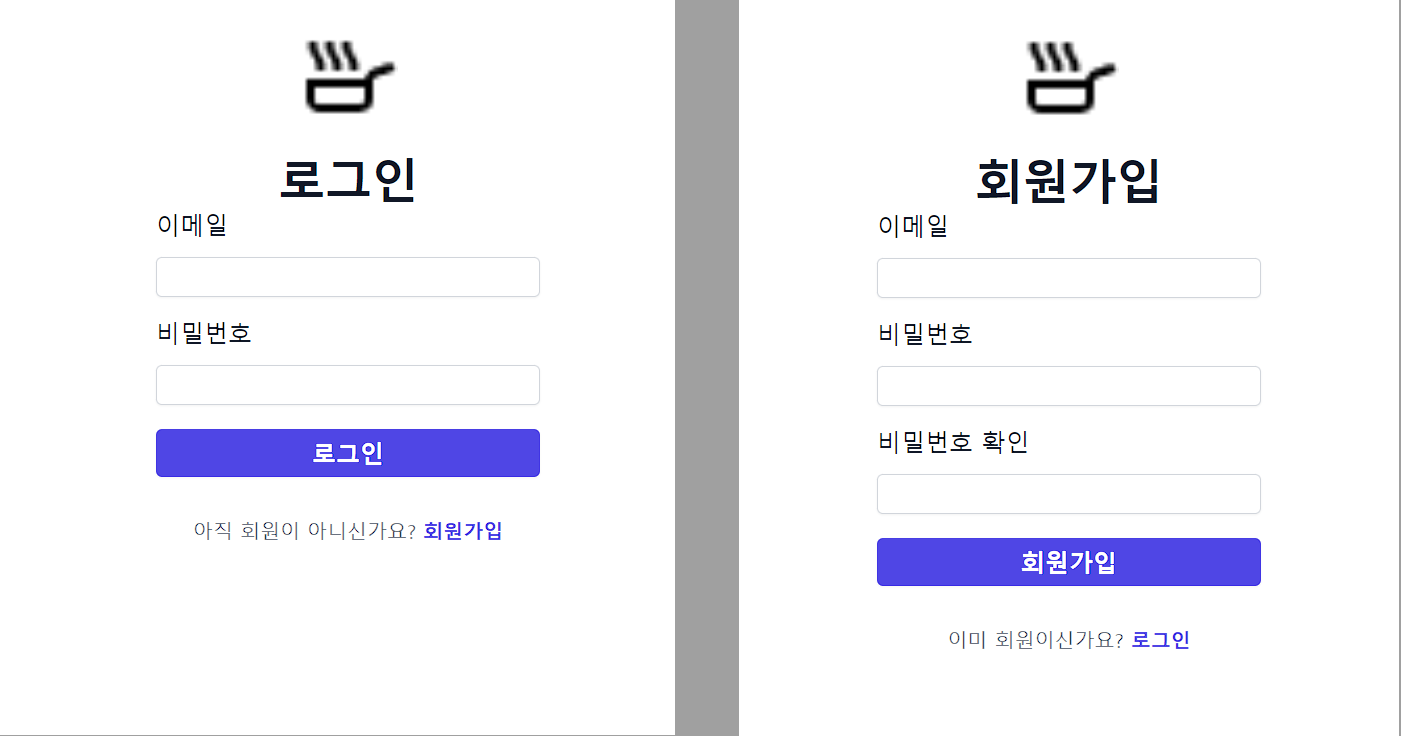 로그인
이메일
비밀번호
로그인
아직 회원이 아니신가요? 회원가입
회원가입
이메일
비밀번호
비밀번호 확인
회원가입
이미 회원이신가요? 로그인